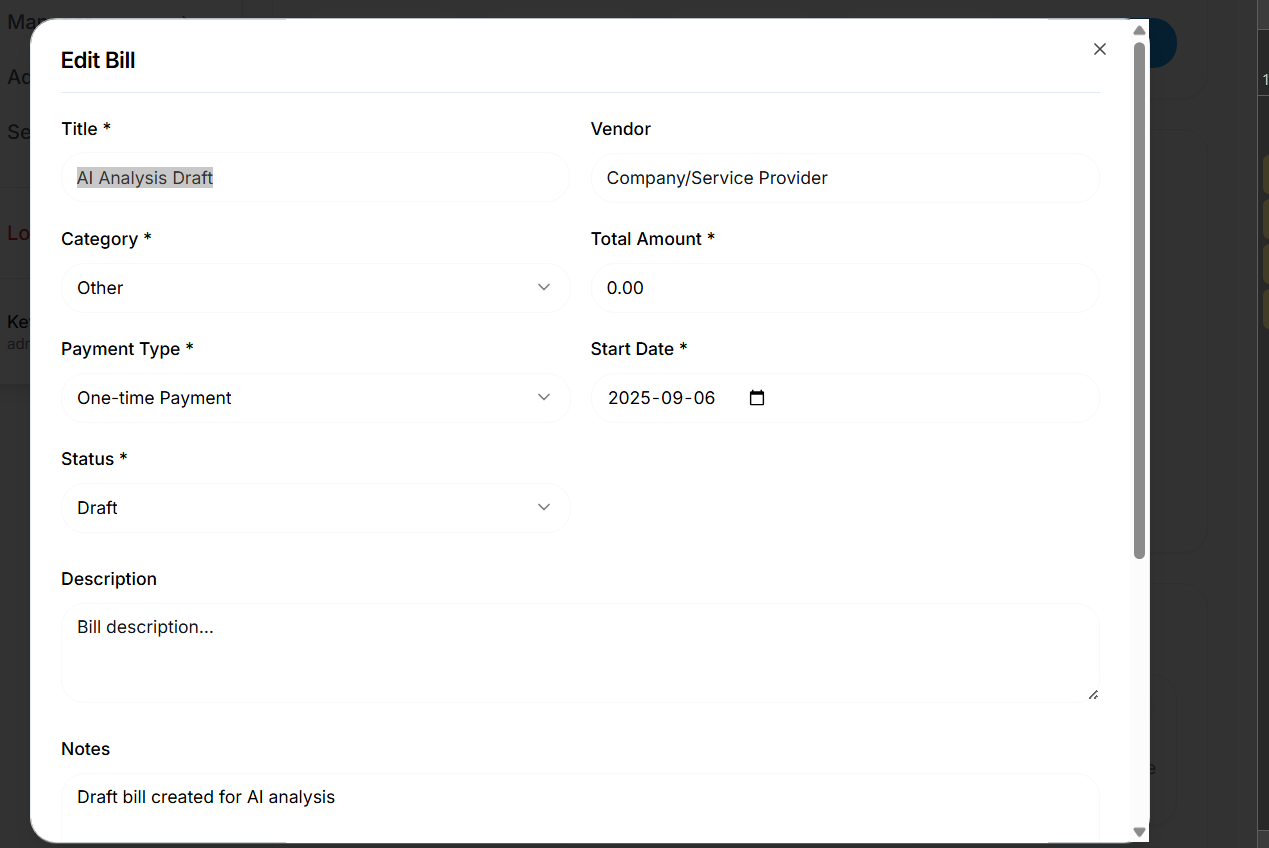 Edit Bill
Title *
Vendor
AI Analysis Draft
Company/Service Provider
Category *
Total Amount *
Other
0.00
Payment Type *
Start Date *
One-time Payment
2025-09-06
Status *
Draft
Description
Bill description...
Notes
Draft bill created for AI analysis